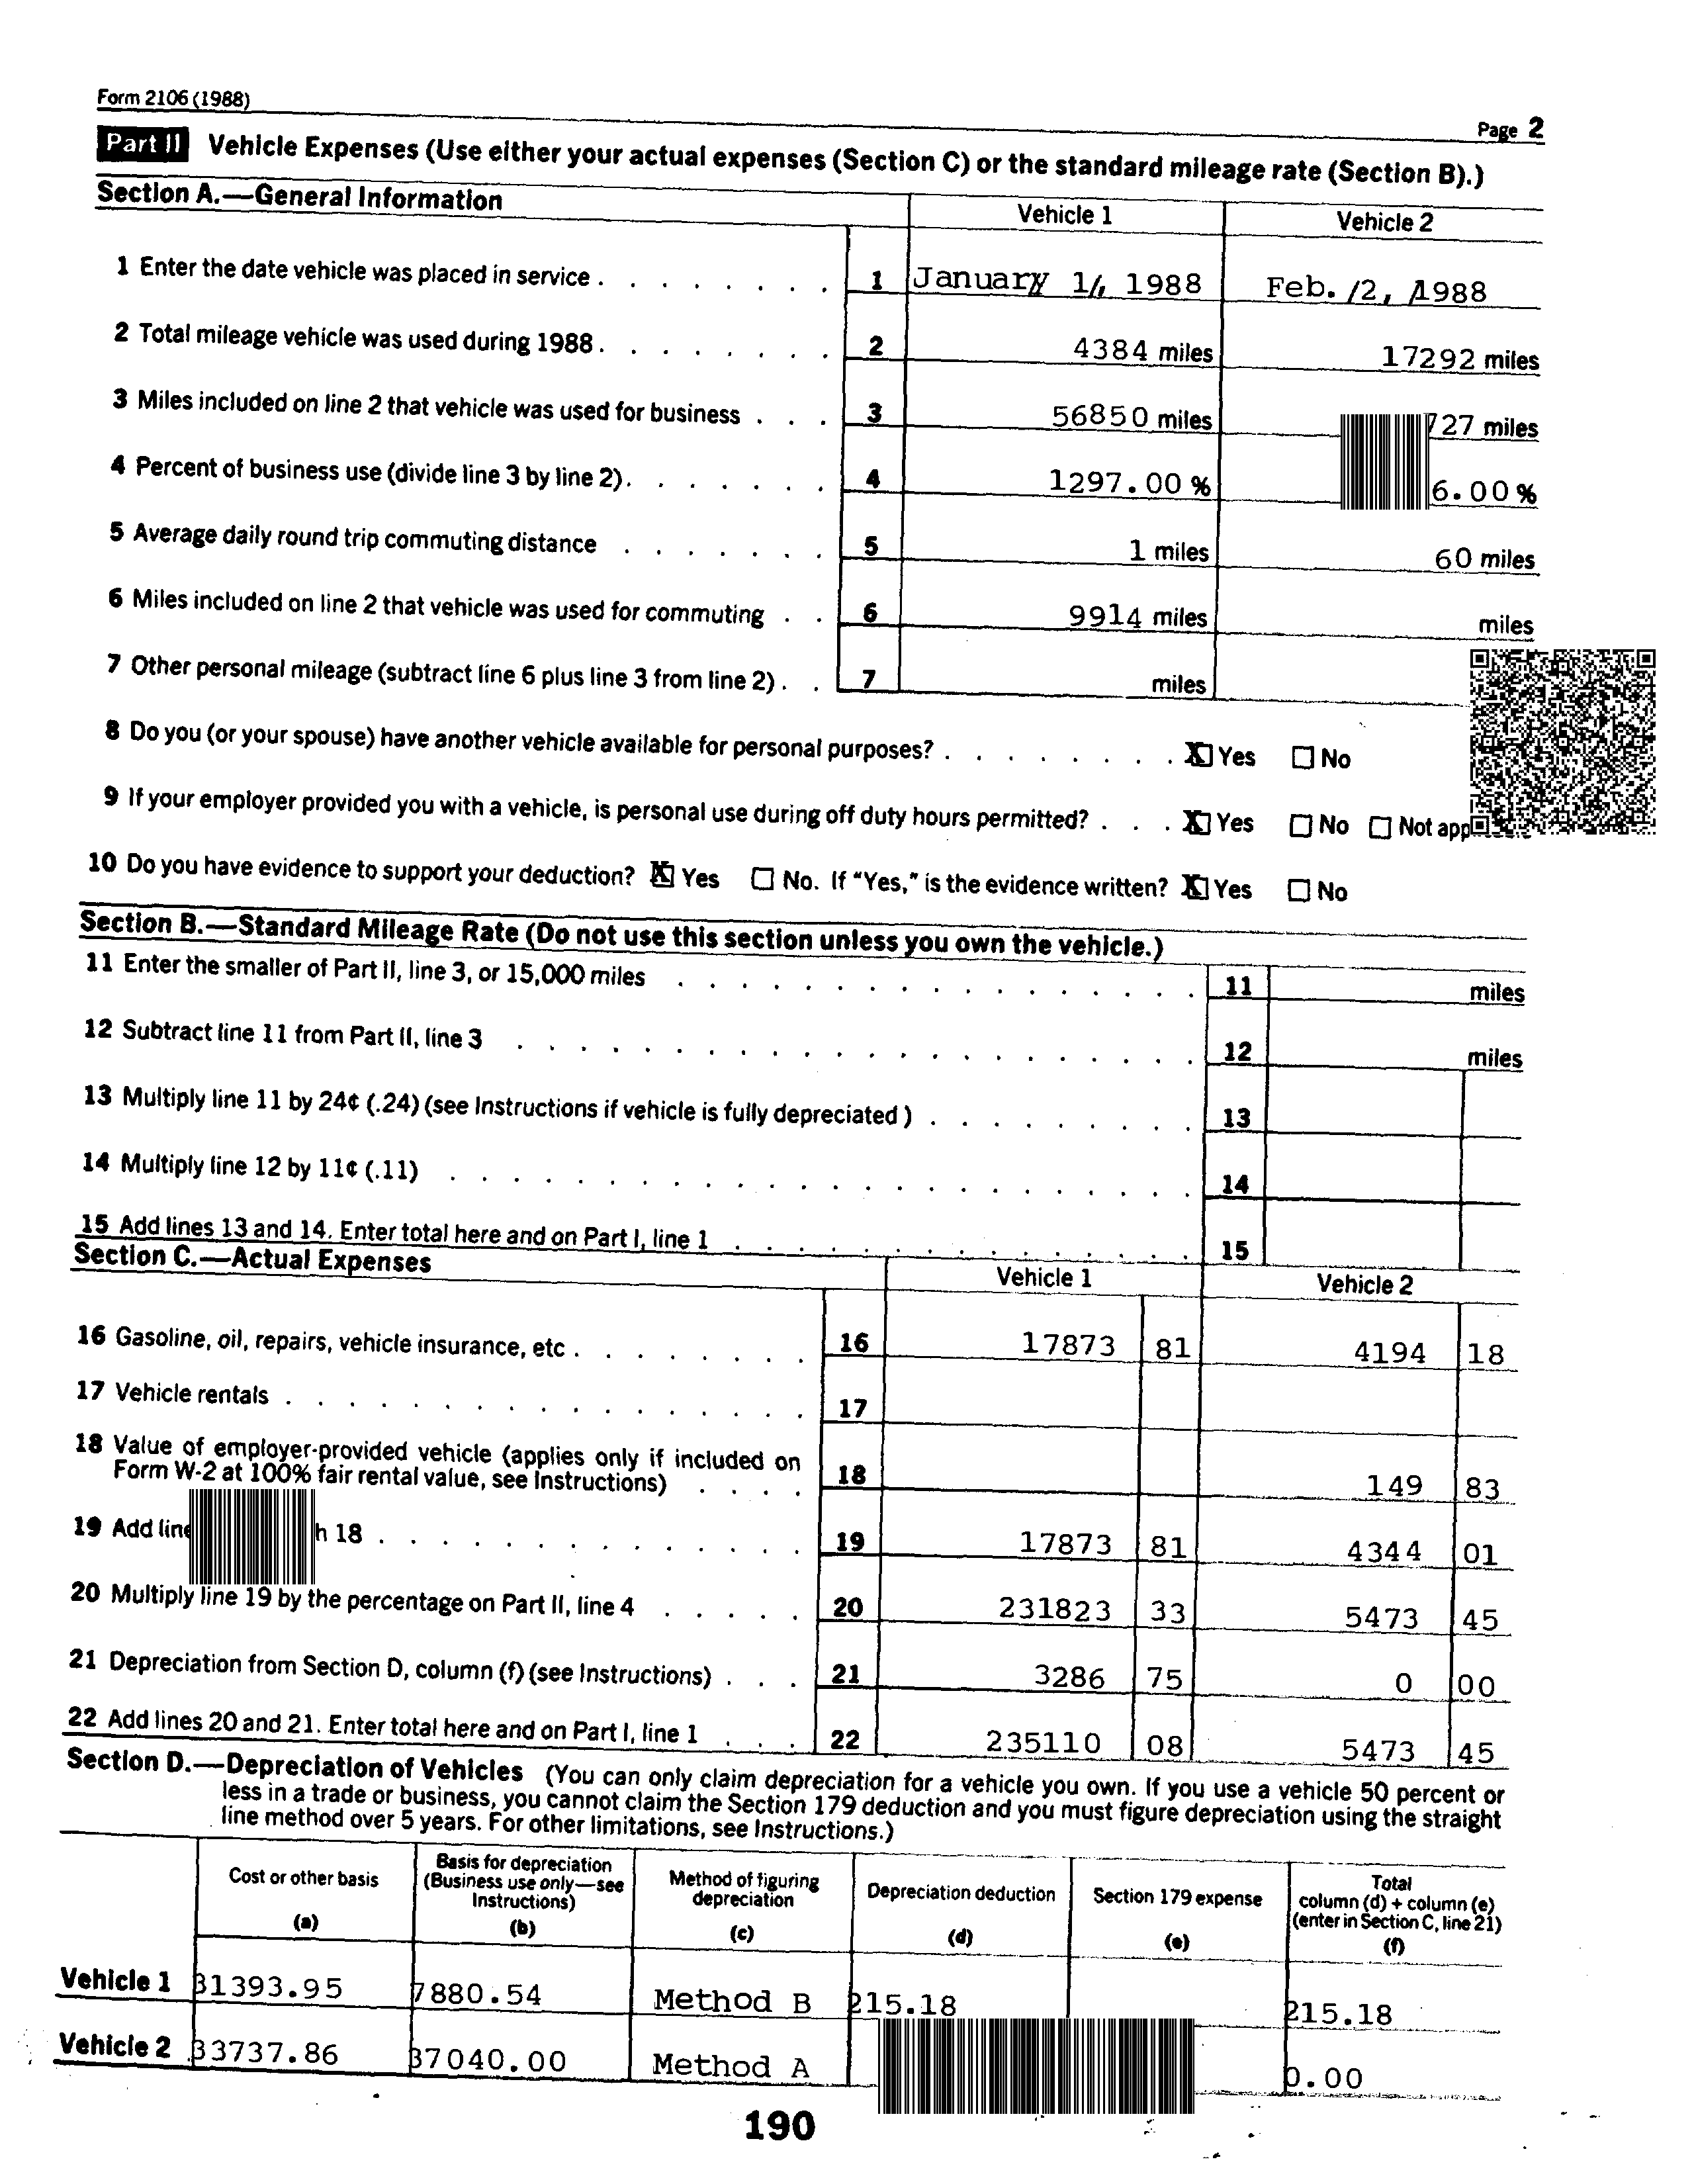 Form 2106 (1988)
Page 2
Part II Vehicle Expenses (Use either your actual expenses (Section C) or the standard mileage rate (Section B).)
Section A.—General Information
Vehicle 1 Vehicle 2
1 Enter the date vehicle was placed in service . . . . . . . . 1 January 1/, 1988 Feb. /2, 1988
2 Total mileage vehicle was used during 1988 . . . . . . . . 2 4384 miles 17292 miles
3 Miles included on line 2 that vehicle was used for business . . . 3 56850 miles 727 miles
4 Percent of business use (divide line 3 by line 2) . . . . . . . 4 1297.00 % 6.00 %
5 Average daily round trip commuting distance . . . . . . . 5 1 miles 60 miles
6 Miles included on line 2 that vehicle was used for commuting . . 6 9914 miles miles
7 Other personal mileage (subtract line 6 plus line 3 from line 2) . . 7 miles
8 Do you (or your spouse) have another vehicle available for personal purposes? . . . . . . . . X Yes No
9 If your employer provided you with a vehicle, is personal use during off duty hours permitted? . . . X Yes No Not app
10 Do you have evidence to support your deduction? X Yes No. If "Yes," is the evidence written? X Yes No
Section B.—Standard Mileage Rate (Do not use this section unless you own the vehicle.)
11 Enter the smaller of Part II, line 3, or 15,000 miles . . . . . . . . . . . . . . . . . 11 miles
12 Subtract line 11 from Part II, line 3 . . . . . . . . . . . . . . . . . . . . . . 12 miles
13 Multiply line 11 by 24¢ (.24) (see Instructions if vehicle is fully depreciated ) . . . . . . . . . 13
14 Multiply line 12 by 11¢ (.11) . . . . . . . . . . . . . . . . . . . . . . . . 14
15 Add lines 13 and 14. Enter total here and on Part I, line 1 . . . . . . . . . . . . . . . 15
Section C.—Actual Expenses
Vehicle 1 Vehicle 2
16 Gasoline, oil, repairs, vehicle insurance, etc . . . . . . . . 16 17873 81 4194 18
17 Vehicle rentals . . . . . . . . . . . . . . . . . 17
18 Value of employer-provided vehicle (applies only if included on
Form W-2 at 100% fair rental value, see Instructions) . . . . 18 149 83
19 Add line h 18 . . . . . . . . . . . . . . 19 17873 81 4344 01
20 Multiply line 19 by the percentage on Part II, line 4 . . . . . 20 231823 33 5473 45
21 Depreciation from Section D, column (f) (see Instructions) . . . 21 3286 75 0 00
22 Add lines 20 and 21. Enter total here and on Part I, line 1 . . . 22 235110 08 5473 45
Section D.—Depreciation of Vehicles (You can only claim depreciation for a vehicle you own. If you use a vehicle 50 percent or
less in a trade or business, you cannot claim the Section 179 deduction and you must figure depreciation using the straight
line method over 5 years. For other limitations, see Instructions.)
Cost or other basis (a)
Basis for depreciation (Business use only—see Instructions) (b)
Method of figuring depreciation (c)
Depreciation deduction (d)
Section 179 expense (e)
Total column (d) + column (e) (enter in Section C, line 21) (f)
Vehicle 1 31393.95 7880.54 Method B 215.18 215.18
Vehicle 2 33737.86 37040.00 Method A 0.00
190